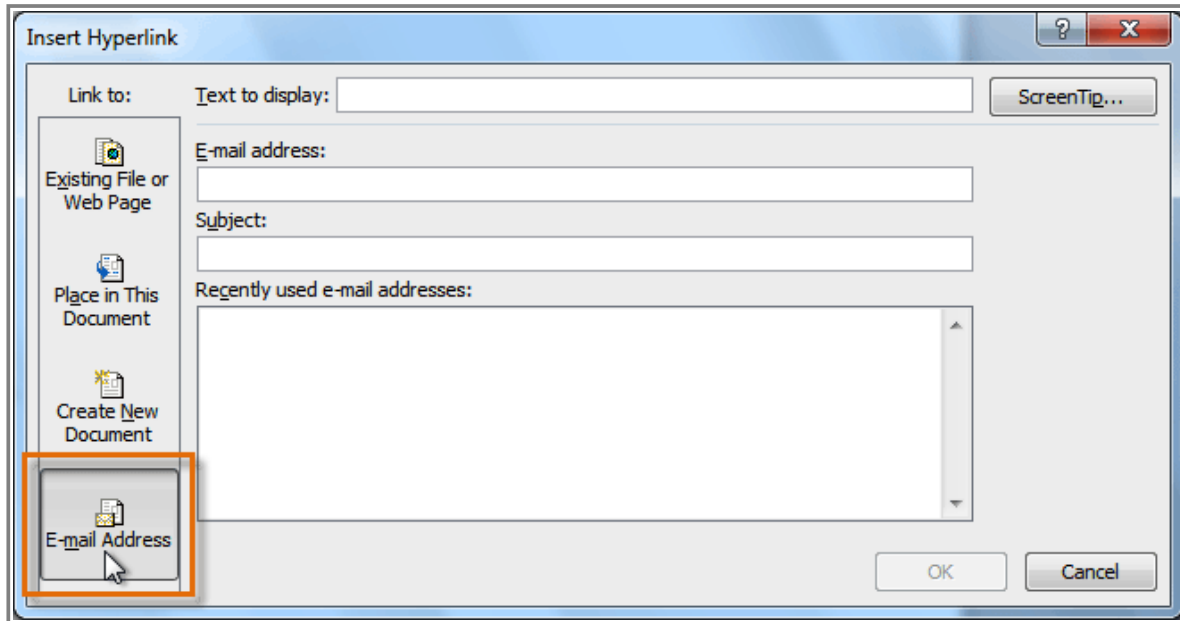 Insert Hyperlink
Link to:
Text to display:
ScreenTip...
Existing File or
Web Page
E-mail address:
Subject:
Place in This
Document
Recently used e-mail addresses:
Create New
Document
E-mail Address
OK
Cancel